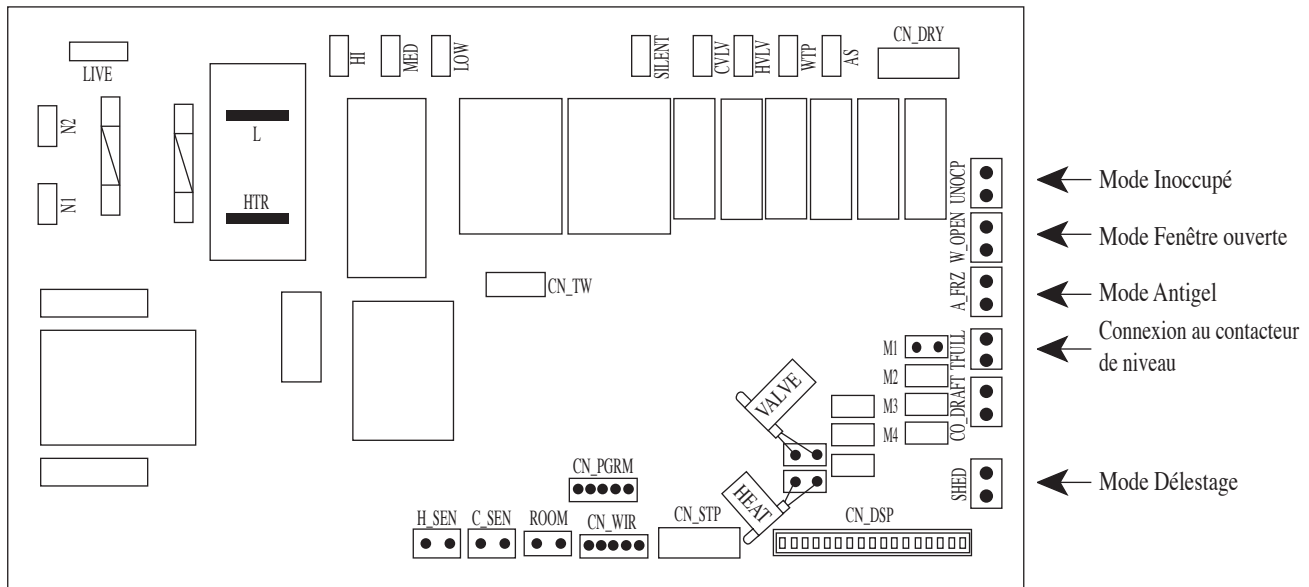 LIVE
HI
MED
LOW
SILENT
CVLV
HVLV
WTP
AS
CN_DRY
N2
N1
L
HTR
CN_TW
UNOCP
Mode Inoccupé
W_OPEN
Mode Fenêtre ouverte
A_FRZ
Mode Antigel
TFULL
Connexion au contacteur
de niveau
M1
M2
M3
M4
CO_DRAFT
VALVE
HEAT
SHED
Mode Délestage
CN_PGRM
H_SEN
C_SEN
ROOM
CN_WIR
CN_STP
CN_DSP